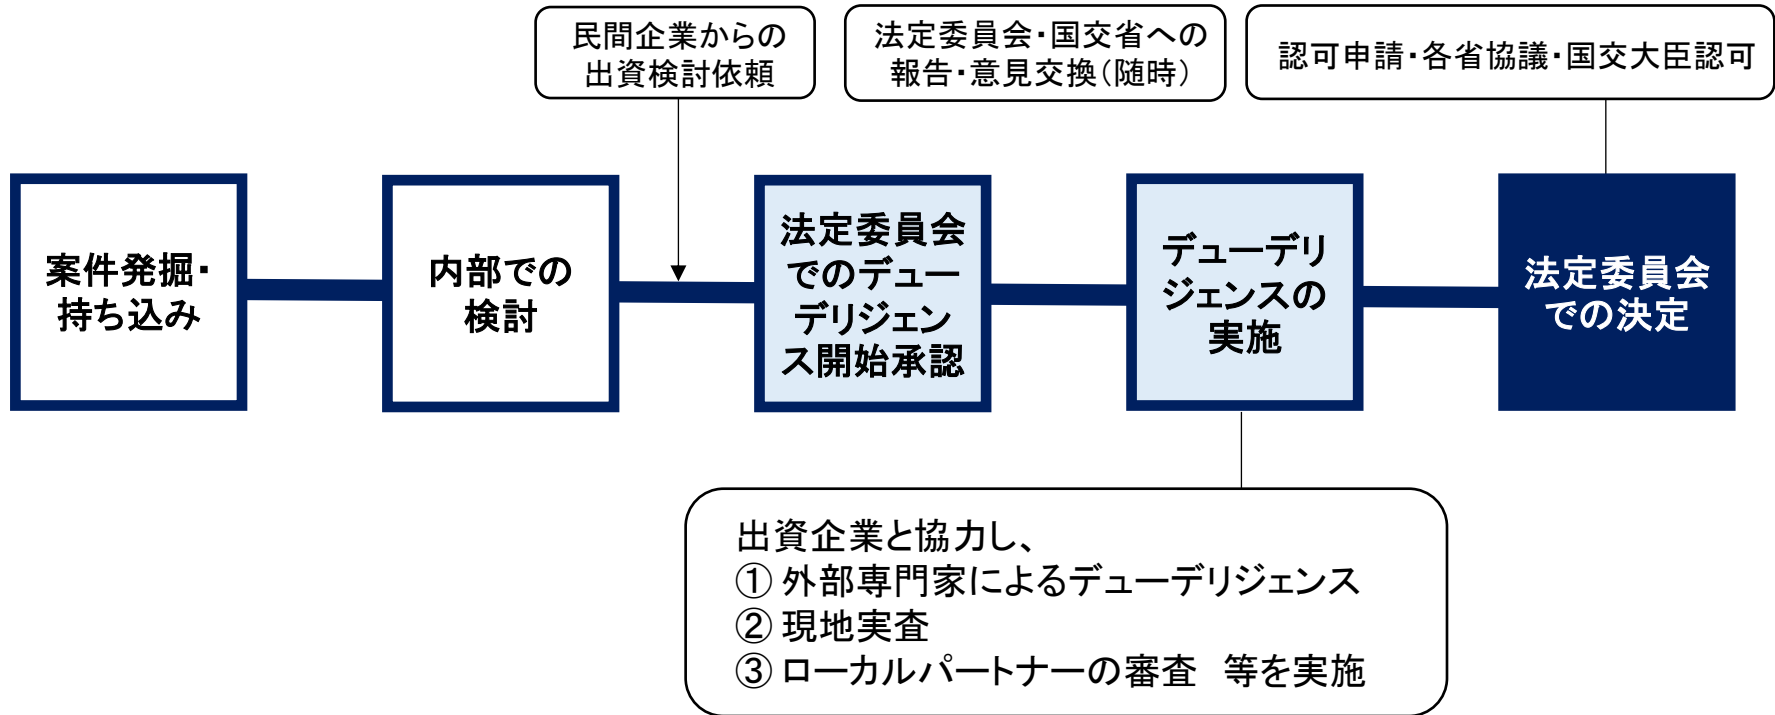 民間企業からの
出資検討依頼
法定委員会・国交省への
報告・意見交換(随時)
認可申請・各省協議・国交大臣認可
案件発掘・
持ち込み
内部での
検討
法定委員会
でのデュー
デリジェン
ス開始承認
デューデリ
ジェンスの
実施
法定委員会
での決定
出資企業と協力し、
① 外部専門家によるデューデリジェンス
② 現地実査
③ ローカルパートナーの審査　等を実施